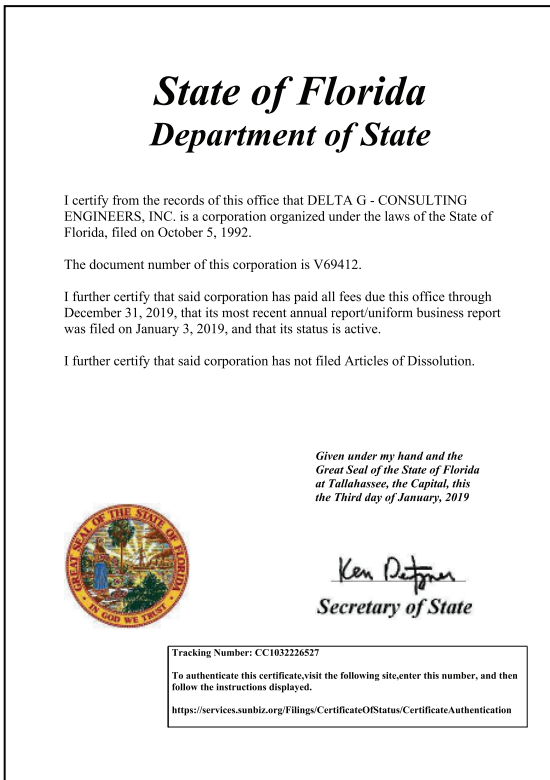 State of Florida
Department of State
I certify from the records of this office that DELTA G - CONSULTING
ENGINEERS, INC. is a corporation organized under the laws of the State of
Florida, filed on October 5, 1992.
The document number of this corporation is V69412.
I further certify that said corporation has paid all fees due this office through
December 31, 2019, that its most recent annual report/uniform business report
was filed on January 3, 2019, and that its status is active.
I further certify that said corporation has not filed Articles of Dissolution.
Given under my hand and the
Great Seal of the State of Florida
at Tallahassee, the Capital, this
the Third day of January, 2019
GREAT SEAL OF THE STATE OF FLORIDA
IN GOD WE TRUST
Ken Detzner
Secretary of State
Tracking Number: CC1032226527
To authenticate this certificate,visit the following site,enter this number, and then
follow the instructions displayed.
https://services.sunbiz.org/Filings/CertificateOfStatus/CertificateAuthentication